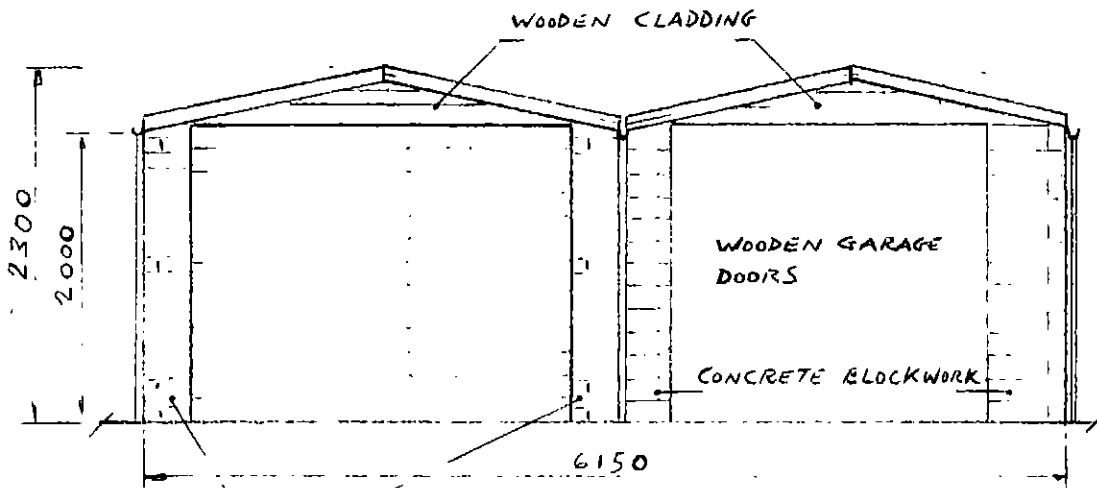 WOODEN CLADDING
2300
2000
WOODEN GARAGE
DOORS
CONCRETE BLOCKWORK
6150